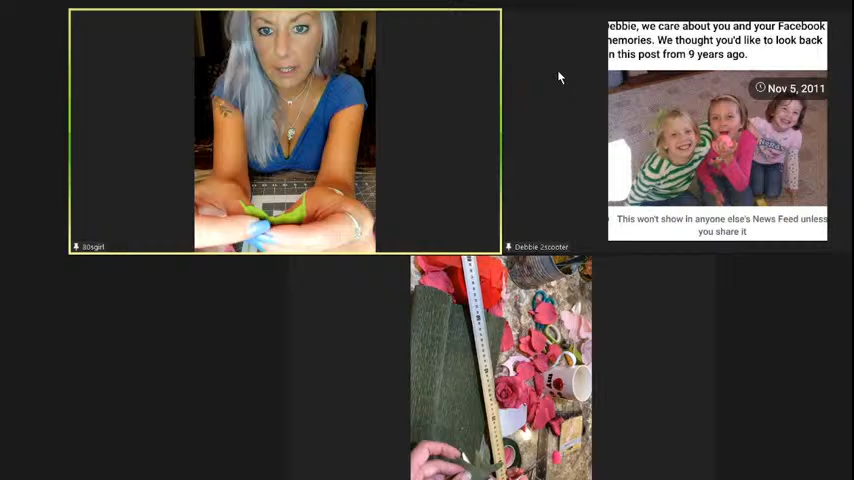 Debbie, we care about you and your Facebook
memories. We thought you'd like to look back
on this post from 9 years ago.
Nov 5, 2011
This won't show in anyone else's News Feed unless
you share it
80sgirl
Debbie 2scooter